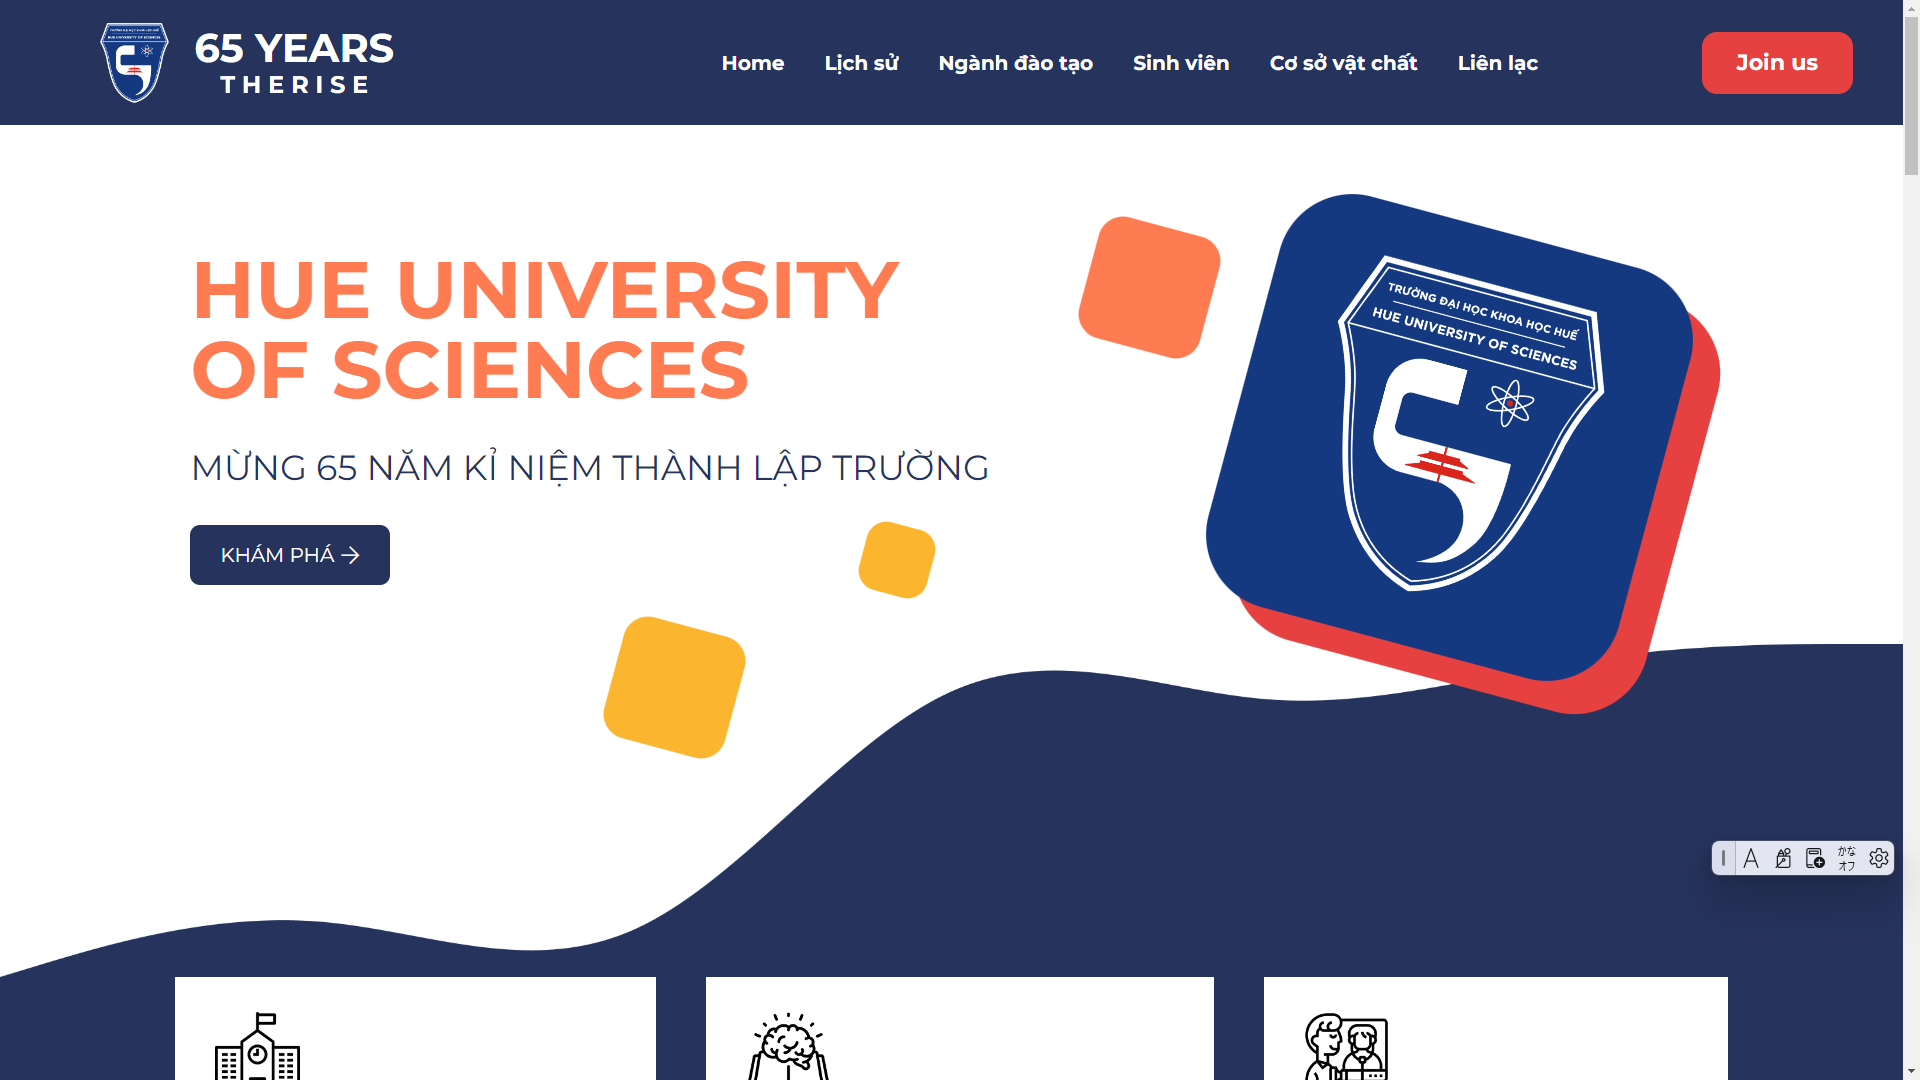 65 YEARS
THERISE
Home Lịch sử Ngành đào tạo Sinh viên Cơ sở vật chất Liên lạc
Join us
HUE UNIVERSITY
OF SCIENCES
MỪNG 65 NĂM KỈ NIỆM THÀNH LẬP TRƯỜNG
KHÁM PHÁ
TRƯỜNG ĐẠI HỌC KHOA HỌC HUẾ
HUE UNIVERSITY OF SCIENCES
A
かな
オフ